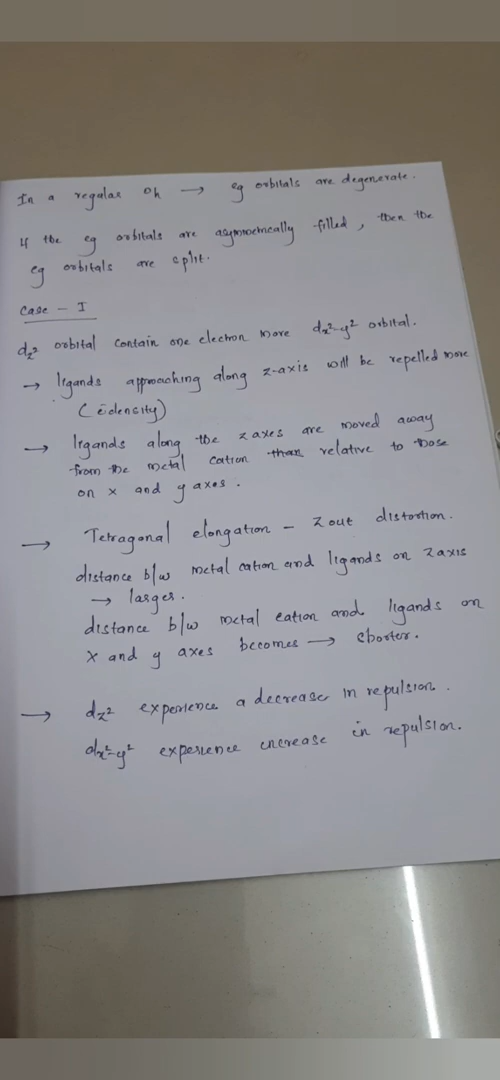 In a regular Oh → eg orbitals are degenerate.
If the eg orbitals are asymmetrically filled, then the
eg orbitals are split.
Case - I
dz² orbital contain one electron more dx²-y² orbital.
→ ligands approaching along z-axis will be repelled more
(e⁻density)
→ ligands along the z axes are moved away
from the metal cation than relative to those
on x and y axes.
→ Tetragonal elongation - Z out distortion.
distance b/w metal cation and ligands on z axis
→ larger.
distance b/w metal cation and ligands on
x and y axes becomes → shorter.
→ dz² experience a decrease in repulsion.
dx²-y² experience increase in repulsion.